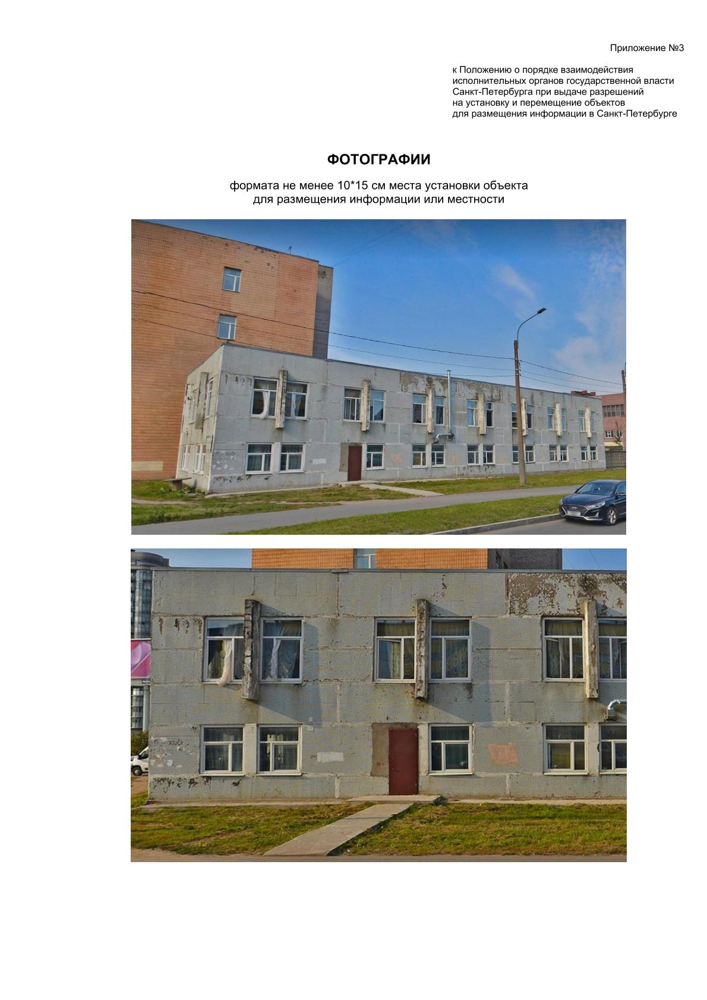 Приложение №3
к Положению о порядке взаимодействия
исполнительных органов государственной власти
Санкт-Петербурга при выдаче разрешений
на установку и перемещение объектов
для размещения информации в Санкт-Петербурге
ФОТОГРАФИИ
формата не менее 10*15 см места установки объекта
для размещения информации или местности